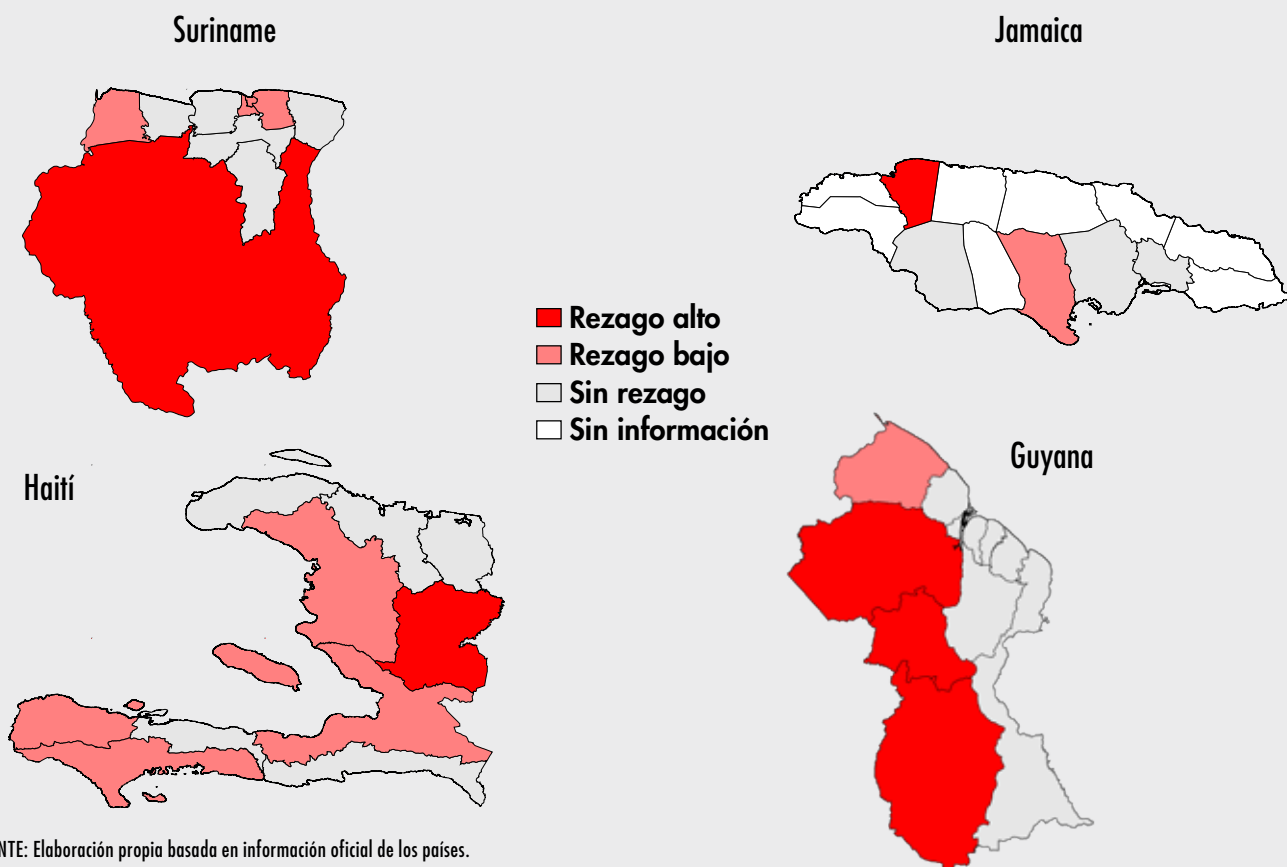 Suriname
Jamaica
Rezago alto
Rezago bajo
Sin rezago
Sin información
Haití
Guyana
NTE: Elaboración propia basada en información oficial de los países.